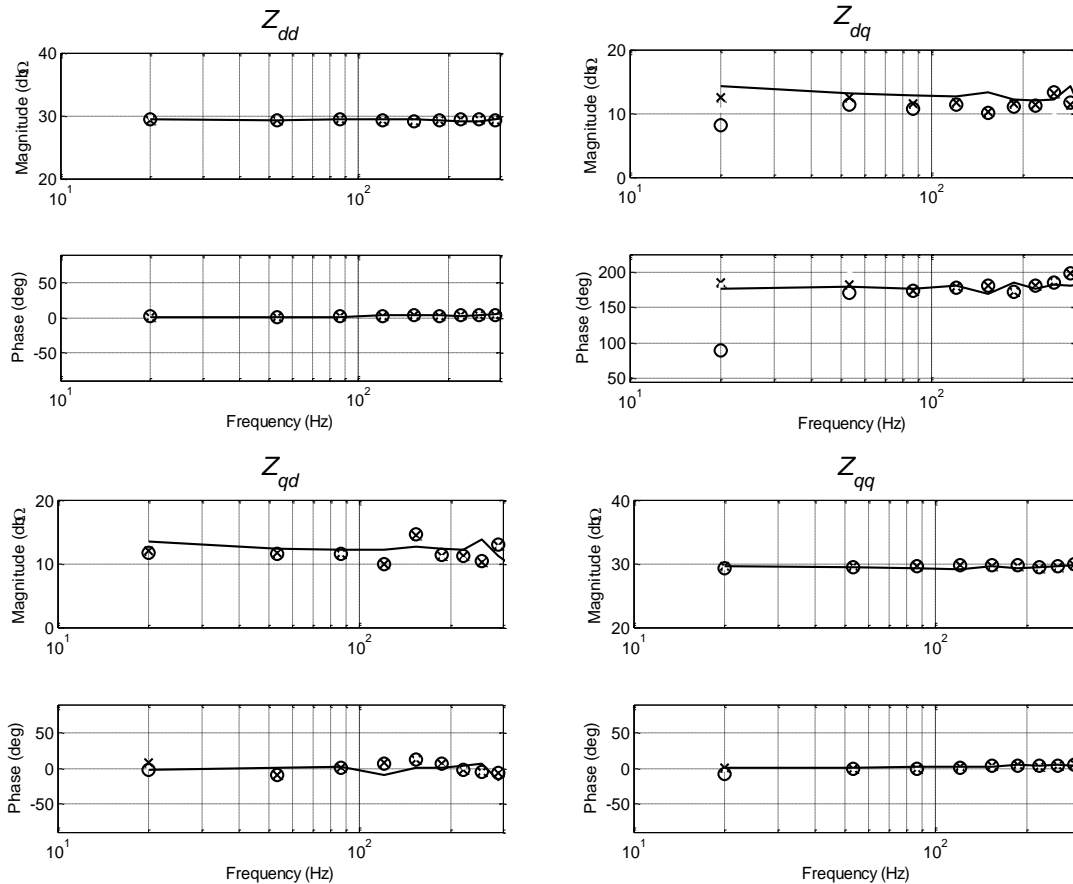 Z_dd
Magnitude (dbΩ
40
30
20
10^1
10^2
Phase (deg)
50
0
-50
10^1
10^2
Frequency (Hz)
Z_dq
Magnitude (dbΩ
20
10
0
10^1
10^2
Phase (deg)
200
150
100
50
10^1
10^2
Frequency (Hz)
Z_qd
Magnitude (dbΩ
20
10
0
10^1
10^2
Phase (deg)
50
0
-50
10^1
10^2
Frequency (Hz)
Z_qq
Magnitude (dbΩ
40
30
20
10^1
10^2
Phase (deg)
50
0
-50
10^1
10^2
Frequency (Hz)